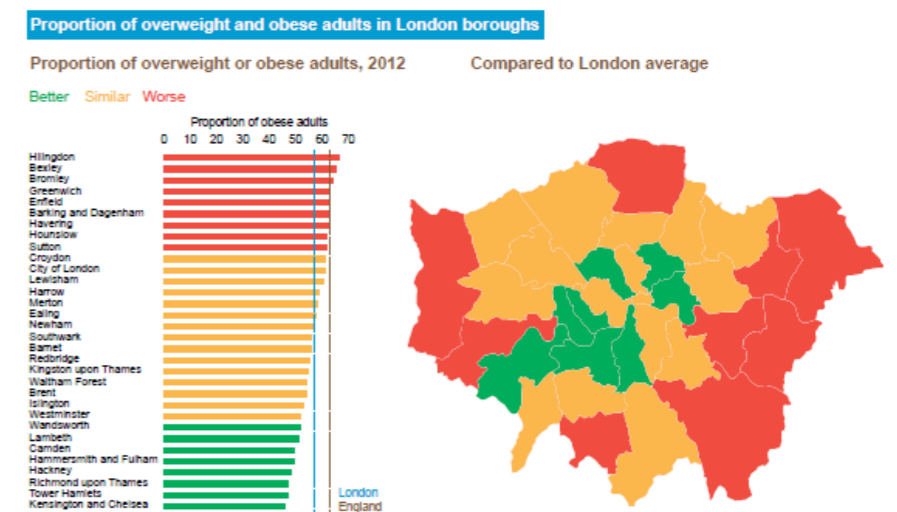 Proportion of overweight and obese adults in London boroughs
Proportion of overweight or obese adults, 2012
Compared to London average
Better Similar Worse
Proportion of obese adults
0 10 20 30 40 50 60 70
Hilingdon
Bexley
Bromley
Greenwich
Enfield
Barking and Dagenham
Havering
Hounslow
Sutton
Croydon
City of London
Lewisham
Harrow
Merton
Ealing
Newham
Southwark
Barnet
Redbridge
Kingston upon Thames
Waltham Forest
Brent
Islington
Westminster
Wandsworth
Lambeth
Camden
Hammersmith and Fulham
Hackney
Richmond upon Thames
Tower Hamlets
Kensington and Chelsea
London
England